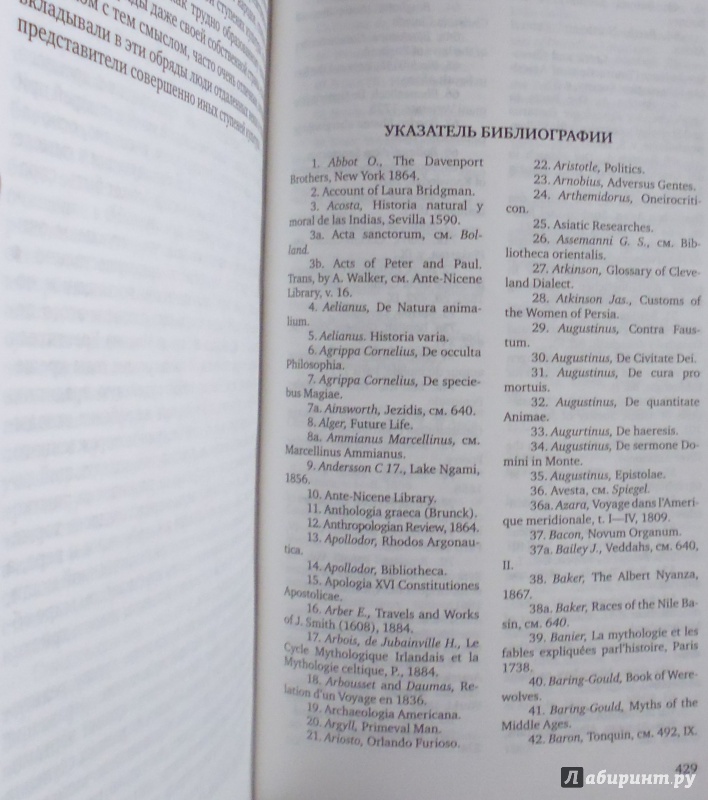 как трудно
даже своей собственной
с тем смыслом, часто очень
вкладывали в эти обряды люди отдаленных
представители совершенно иных ступеней
УКАЗАТЕЛЬ БИБЛИОГРАФИИ
1. Abbot O., The Davenport
Brothers, New York 1864.
2. Account of Laura Bridgman.
3. Acosta, Historia natural y
moral de las Indias, Sevilla 1590.
3a. Acta sanctorum, см. Bol-
land.
3b. Acts of Peter and Paul.
Trans, by A. Walker, см. Ante-Nicene
Library, v. 16.
4. Aelianus, De Natura anima-
lium.
5. Aelianus. Historia varia.
6. Agrippa Cornelius, De occulta
Philosophia.
7. Agrippa Cornelius, De specie-
bus Magiae.
7a. Ainsworth, Jezidis, см. 640.
8. Alger, Future Life.
8a. Ammianus Marcellinus, см.
Marcellinus Ammianus.
9. Andersson C 17., Lake Ngami,
1856.
10. Ante-Nicene Library.
11. Anthologia graeca (Brunck).
12. Anthropologian Review, 1864.
13. Apollodor, Rhodos Argonau-
tica.
14. Apollodor, Bibliotheca.
15. Apologia XVI Constitutiones
Apostolicae.
16. Arber E., Travels and Works
of J. Smith (1608), 1884.
17. Arbois, de Jubainville H., Le
Cycle Mythologique Irlandais et la
Mythologie celtique, P., 1884.
18. Arbousset and Daumas, Re-
lation d'un Voyage en 1836.
19. Archaeologia Americana.
20. Argyll, Primeval Man.
21. Ariosto, Orlando Furioso.
22. Aristotle, Politics.
23. Arnobius, Adversus Gentes.
24. Arthemidorus, Oneirocriti-
con.
25. Asiatic Researches.
26. Assemanni G. S., см. Bib-
liotheca orientalis.
27. Atkinson, Glossary of Cleve-
land Dialect.
28. Atkinson Jas., Customs of
the Women of Persia.
29. Augustinus, Contra Faus-
tum.
30. Augustinus, De Civitate Dei.
31. Augustinus, De cura pro
mortuis.
32. Augustinus, De quantitate
Animae.
33. Augurtinus, De haeresis.
34. Augustinus, De sermone Do-
mini in Monte.
35. Augustinus, Epistolae.
36. Avesta, см. Spiegel.
36a. Azara, Voyage dans l'Ameri-
que meridionale, t. I—IV, 1809.
37. Bacon, Novum Organum.
37a. Bailey J., Veddahs, см. 640,
II.
38. Baker, The Albert Nyanza,
1867.
38a. Baker, Races of the Nile Ba-
sin, см. 640.
39. Banier, La mythologie et les
fables expliquées parl'histoire, Paris
1738.
40. Baring-Gould, Book of Were-
wolves.
41. Baring-Gould, Myths of the
Middle Ages.
42. Baron, Tonquin, см. 492, IX.
429
Лабиринт.ру